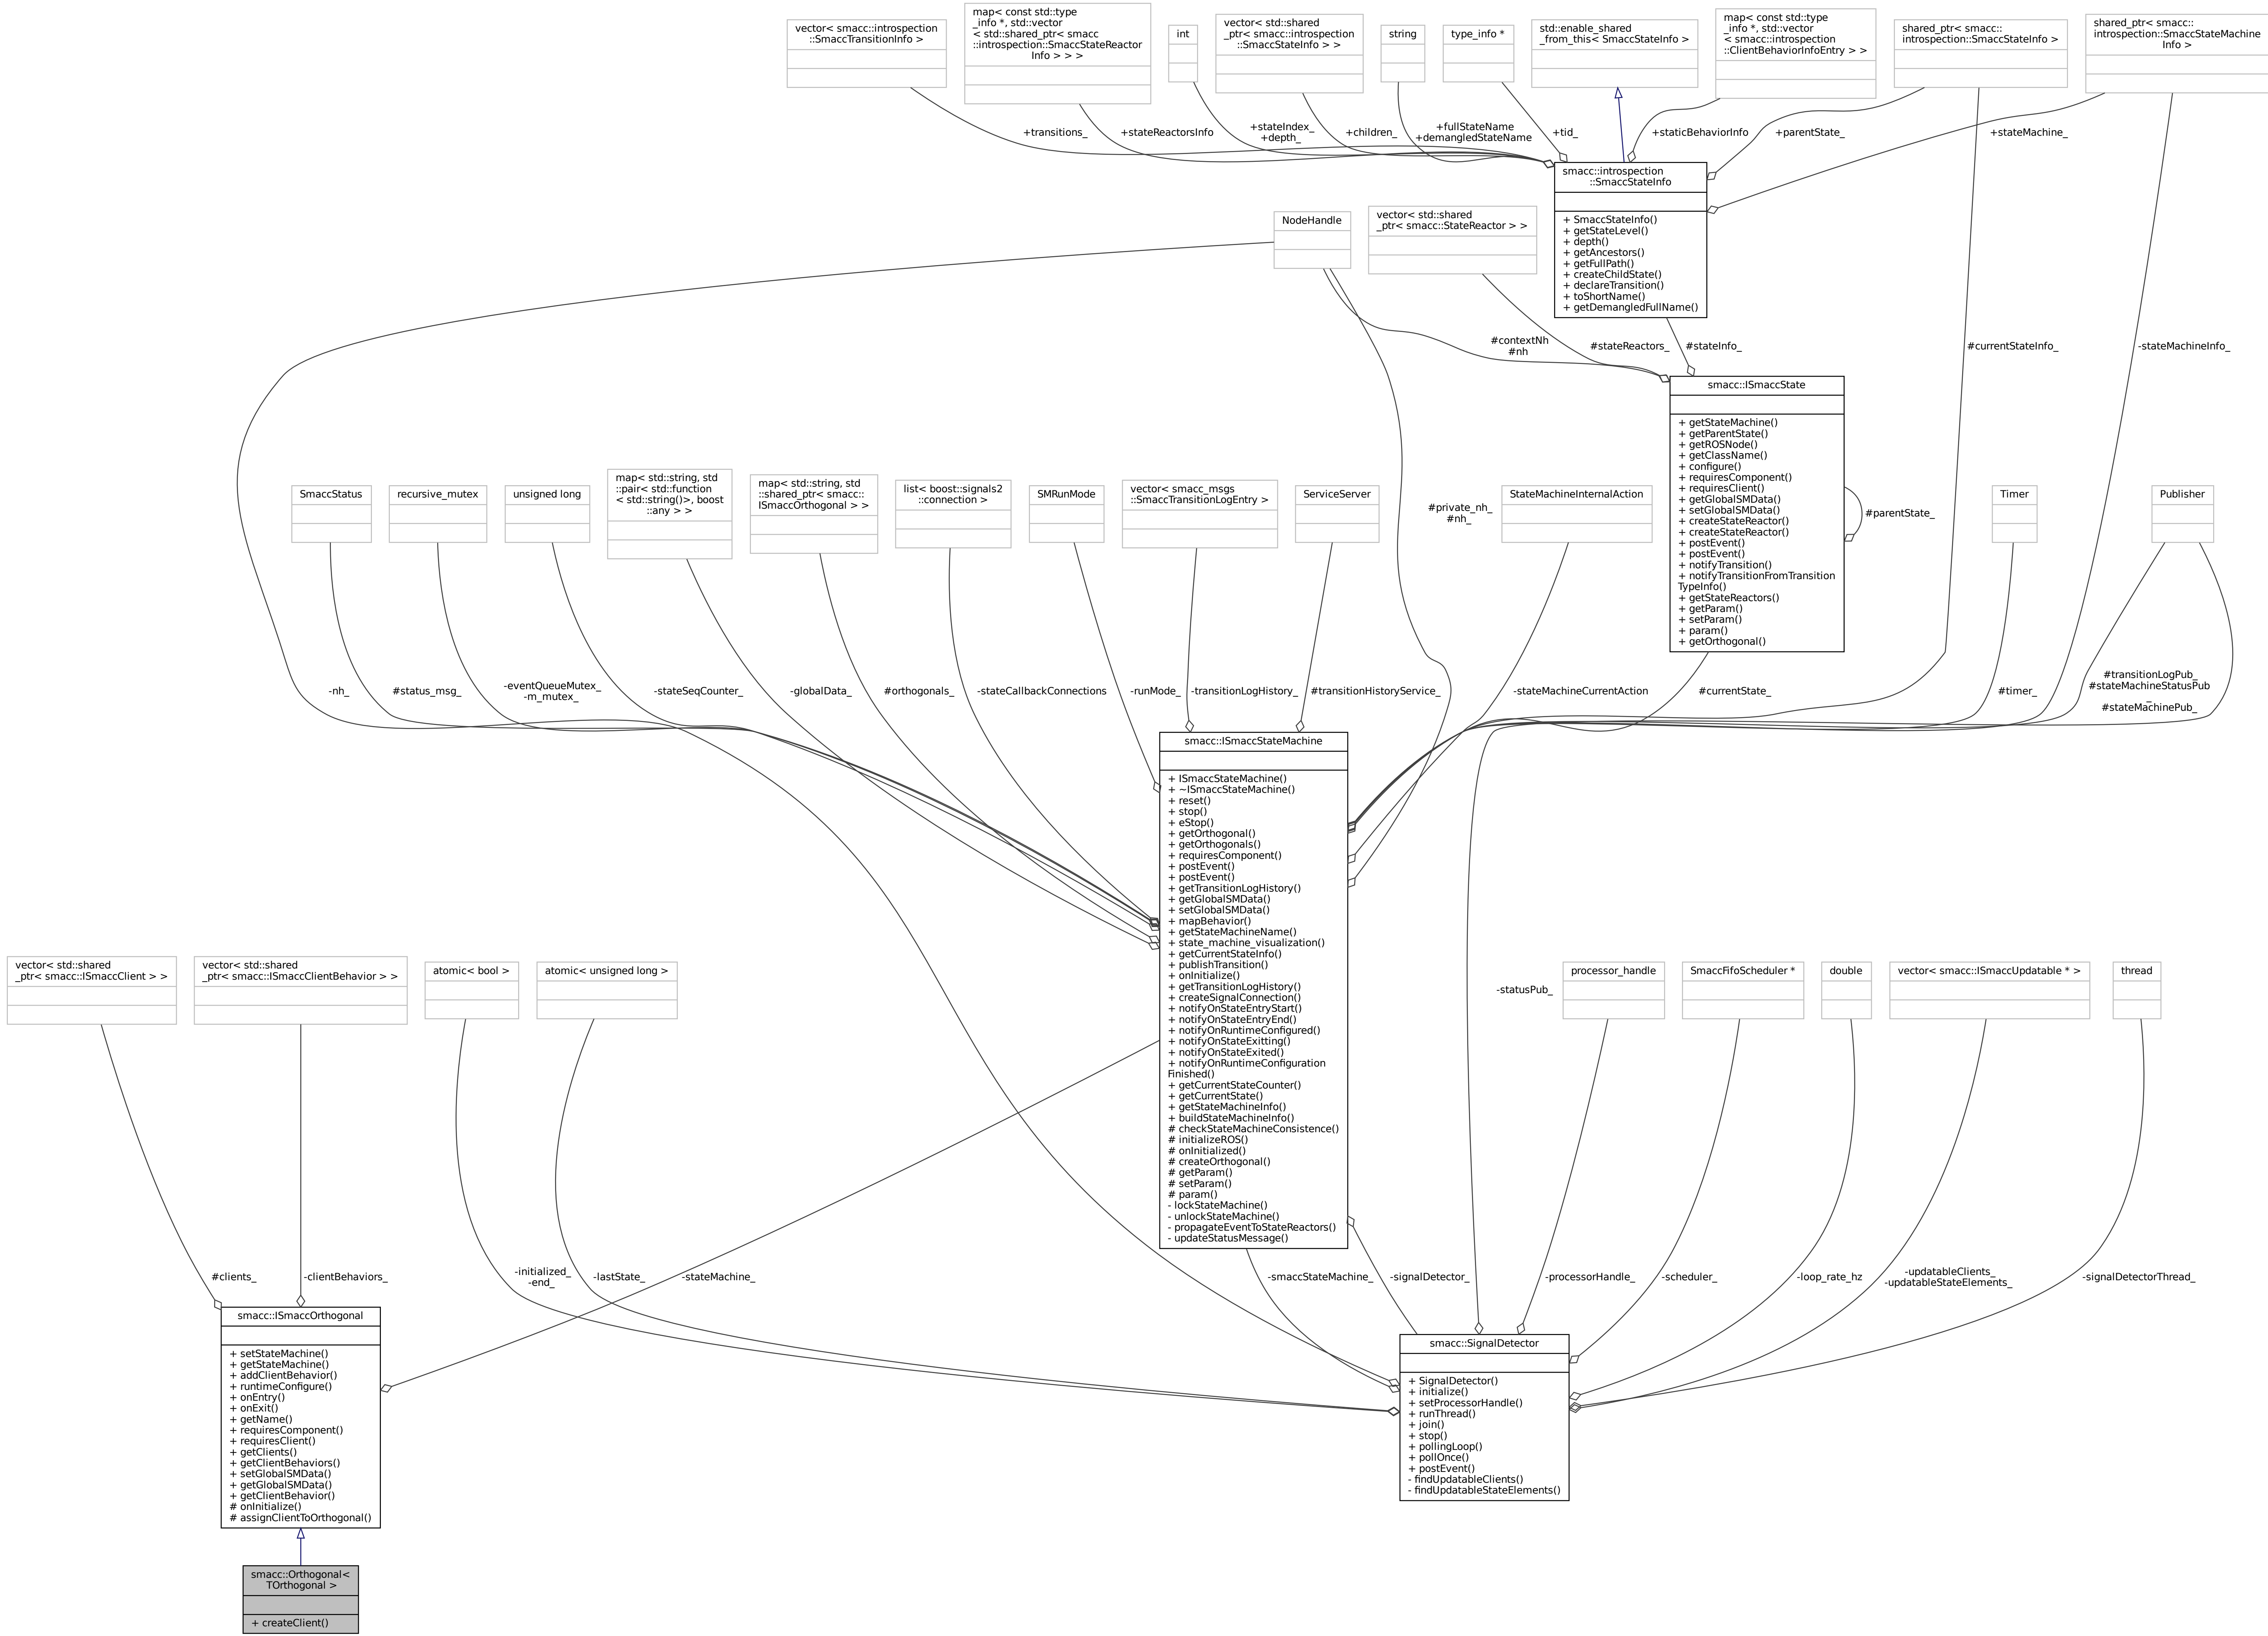 vector< smacc::introspection
::SmaccTransitionInfo >
map< const std::type
_info *, std::vector
< std::shared_ptr< smacc
::introspection::SmaccStateReactor
Info > > >
int
vector< std::shared
_ptr< smacc::introspection
::SmaccStateInfo > >
string
type_info *
std::enable_shared
_from_this< SmaccStateInfo >
map< const std::type
_info *, std::vector
< smacc::introspection
::ClientBehaviorInfoEntry > >
shared_ptr< smacc::
introspection::SmaccStateInfo >
shared_ptr< smacc::
introspection::SmaccStateMachine
Info >
+transitions_
+stateReactorsInfo
+stateIndex_
+depth_
+children_
+fullStateName
+demangledStateName
+tid_
+staticBehaviorInfo
+parentState_
+stateMachine_
smacc::introspection
::SmaccStateInfo
+ SmaccStateInfo()
+ getStateLevel()
+ depth()
+ getAncestors()
+ getFullPath()
+ createChildState()
+ declareTransition()
+ toShortName()
+ getDemangledFullName()
NodeHandle
vector< std::shared
_ptr< smacc::StateReactor > >
#contextNh
#nh
#stateReactors_
#stateInfo_
#currentStateInfo_
-stateMachineInfo_
smacc::ISmaccState
+ getStateMachine()
+ getParentState()
+ getROSNode()
+ getClassName()
+ configure()
+ requiresComponent()
+ requiresClient()
+ getGlobalSMData()
+ setGlobalSMData()
+ createStateReactor()
+ createStateReactor()
+ postEvent()
+ postEvent()
+ notifyTransition()
+ notifyTransitionFromTransition
TypeInfo()
+ getStateReactors()
+ getParam()
+ setParam()
+ param()
+ getOrthogonal()
#parentState_
SmaccStatus
recursive_mutex
unsigned long
map< std::string, std
::pair< std::function
< std::string()>, boost
::any > >
map< std::string, std
::shared_ptr< smacc::
ISmaccOrthogonal > >
list< boost::signals2
::connection >
SMRunMode
vector< smacc_msgs
::SmaccTransitionLogEntry >
ServiceServer
#private_nh_
#nh_
StateMachineInternalAction
Timer
Publisher
-nh_
#status_msg_
-eventQueueMutex_
-m_mutex_
-stateSeqCounter_
-globalData_
#orthogonals_
-stateCallbackConnections
-runMode_
-transitionLogHistory_
#transitionHistoryService_
-stateMachineCurrentAction
#currentState_
#timer_
#transitionLogPub_
#stateMachineStatusPub
_
#stateMachinePub_
smacc::ISmaccStateMachine
+ ISmaccStateMachine()
+ ~ISmaccStateMachine()
+ reset()
+ stop()
+ eStop()
+ getOrthogonal()
+ getOrthogonals()
+ requiresComponent()
+ postEvent()
+ postEvent()
+ getTransitionLogHistory()
+ getGlobalSMData()
+ setGlobalSMData()
+ mapBehavior()
+ getStateMachineName()
+ state_machine_visualization()
+ getCurrentStateInfo()
+ publishTransition()
+ onInitialize()
+ getTransitionLogHistory()
+ createSignalConnection()
+ notifyOnStateEntryStart()
+ notifyOnStateEntryEnd()
+ notifyOnRuntimeConfigured()
+ notifyOnStateExitting()
+ notifyOnStateExited()
+ notifyOnRuntimeConfiguration
Finished()
+ getCurrentStateCounter()
+ getCurrentState()
+ getStateMachineInfo()
+ buildStateMachineInfo()
# checkStateMachineConsistence()
# initializeROS()
# onInitialized()
# createOrthogonal()
# getParam()
# setParam()
# param()
- lockStateMachine()
- unlockStateMachine()
- propagateEventToStateReactors()
- updateStatusMessage()
vector< std::shared
_ptr< smacc::ISmaccClient > >
vector< std::shared
_ptr< smacc::ISmaccClientBehavior > >
atomic< bool >
atomic< unsigned long >
-statusPub_
processor_handle
SmaccFifoScheduler *
double
vector< smacc::ISmaccUpdatable * >
thread
#clients_
-clientBehaviors_
-initialized_
-end_
-lastState_
-stateMachine_
-smaccStateMachine_
-signalDetector_
-processorHandle_
-scheduler_
-loop_rate_hz
-updatableClients_
-updatableStateElements_
-signalDetectorThread_
smacc::ISmaccOrthogonal
+ setStateMachine()
+ getStateMachine()
+ addClientBehavior()
+ runtimeConfigure()
+ onEntry()
+ onExit()
+ getName()
+ requiresComponent()
+ requiresClient()
+ getClients()
+ getClientBehaviors()
+ setGlobalSMData()
+ getGlobalSMData()
+ getClientBehavior()
# onInitialize()
# assignClientToOrthogonal()
smacc::SignalDetector
+ SignalDetector()
+ initialize()
+ setProcessorHandle()
+ runThread()
+ join()
+ stop()
+ pollingLoop()
+ pollOnce()
+ postEvent()
- findUpdatableClients()
- findUpdatableStateElements()
smacc::Orthogonal<
TOrthogonal >
+ createClient()